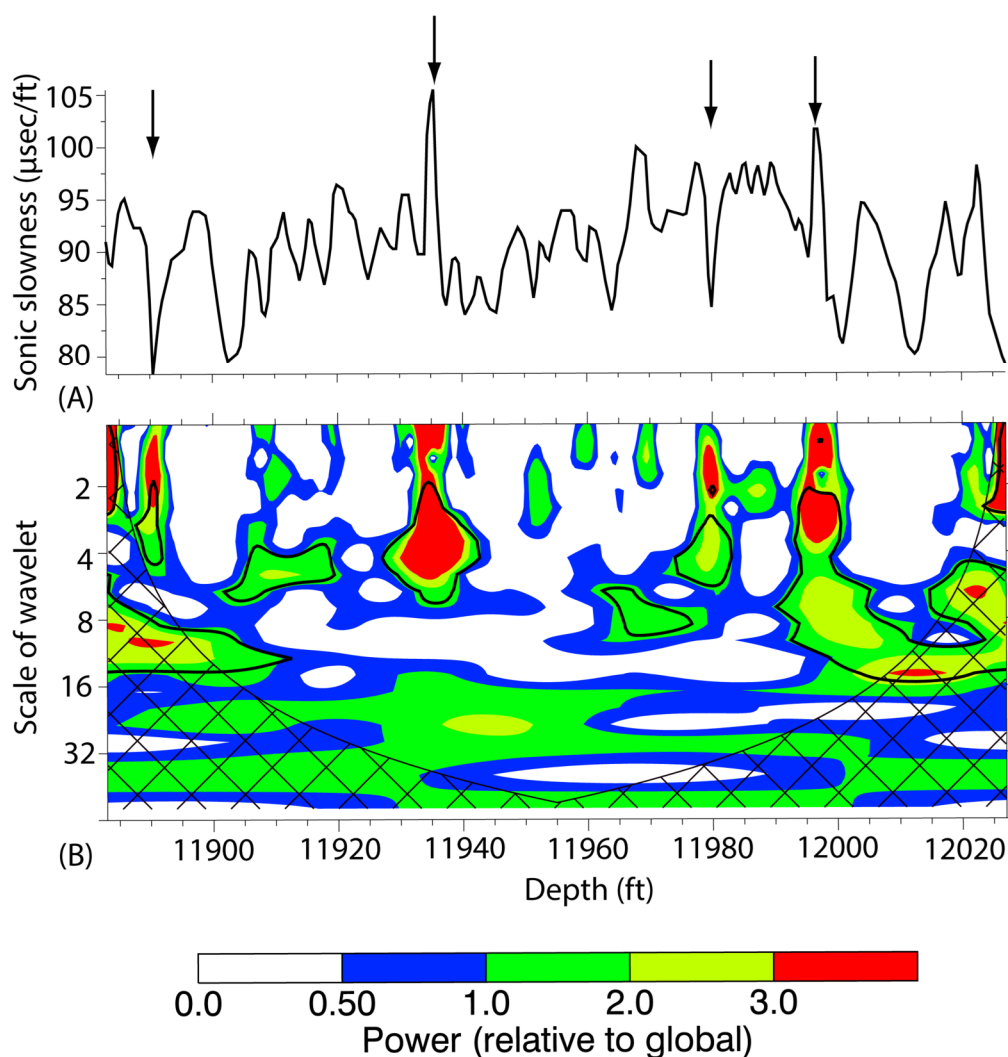 105
100
95
90
85
80
Sonic slowness (μsec/ft)
(A)
2
4
8
16
32
Scale of wavelet
(B)
11900 11920 11940 11960 11980 12000 12020
Depth (ft)
0.0 0.50 1.0 2.0 3.0
Power (relative to global)